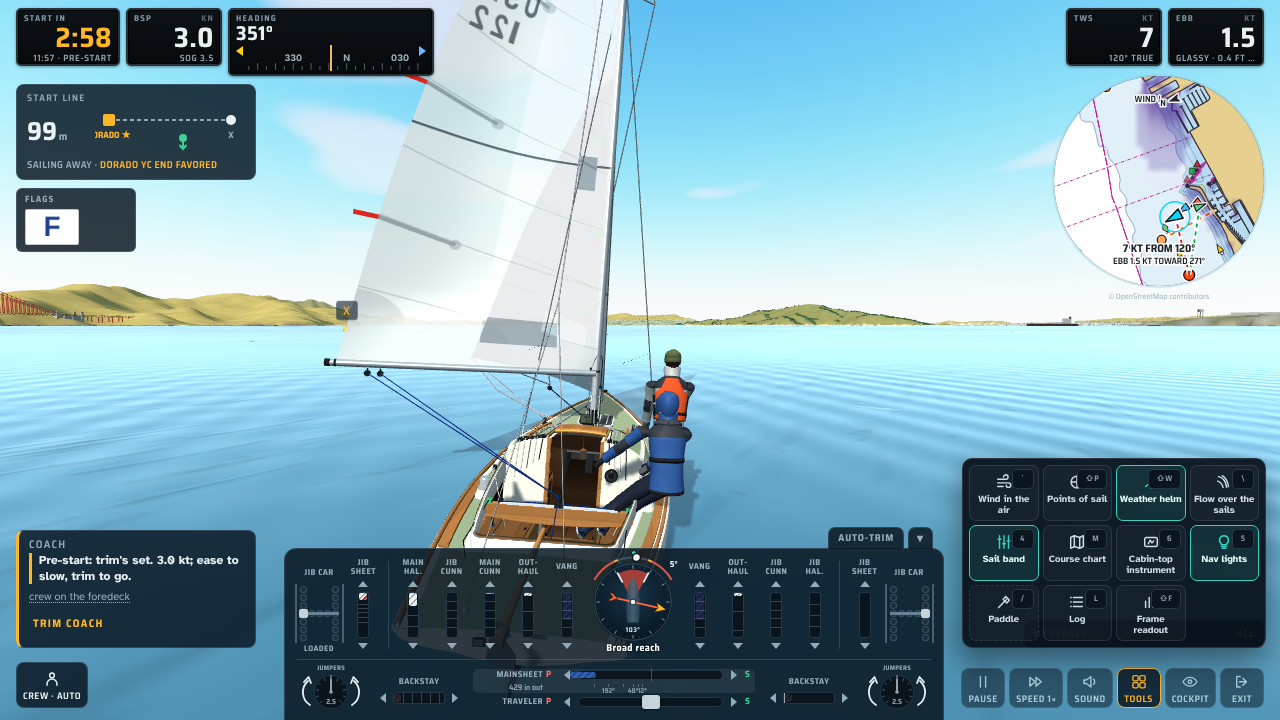 START IN
2:58
11:57 · PRE-START
BSP KN
3.0
SOG 3.5
HEADING
351°
330 N 030
TWS KT
7
120° TRUE
EBB KT
1.5
GLASSY · 0.4 FT ...
START LINE
99 m
ORADO ★ X
SAILING AWAY · DORADO YC END FAVORED
FLAGS
F
US
122
X
WIND N
7 KT FROM 120°
EBB 1.5 KT TOWARD 271°
© OpenStreetMap contributors
' Wind in the air
⇧P Points of sail
⇧W Weather helm
\ Flow over the sails
4 Sail band
M Course chart
6 Cabin-top instrument
5 Nav lights
/ Paddle
L Log
⇧F Frame readout
COACH
Pre-start: trim's set. 3.0 kt; ease to slow, trim to go.
crew on the foredeck
TRIM COACH
CREW · AUTO
AUTO-TRIM ▼
JIB CAR
LOADED
JIB SHEET
MAIN HAL.
JIB CUNN
MAIN CUNN
OUT-HAUL
VANG
5°
103°
Broad reach
VANG
OUT-HAUL
JIB CUNN
JIB HAL.
JIB SHEET
JIB CAR
JUMPERS
2.5
BACKSTAY
MAINSHEET P S
429 in out
TRAVELER P S
BACKSTAY
JUMPERS
2.5
PAUSE
SPEED 1×
SOUND
TOOLS
COCKPIT
EXIT